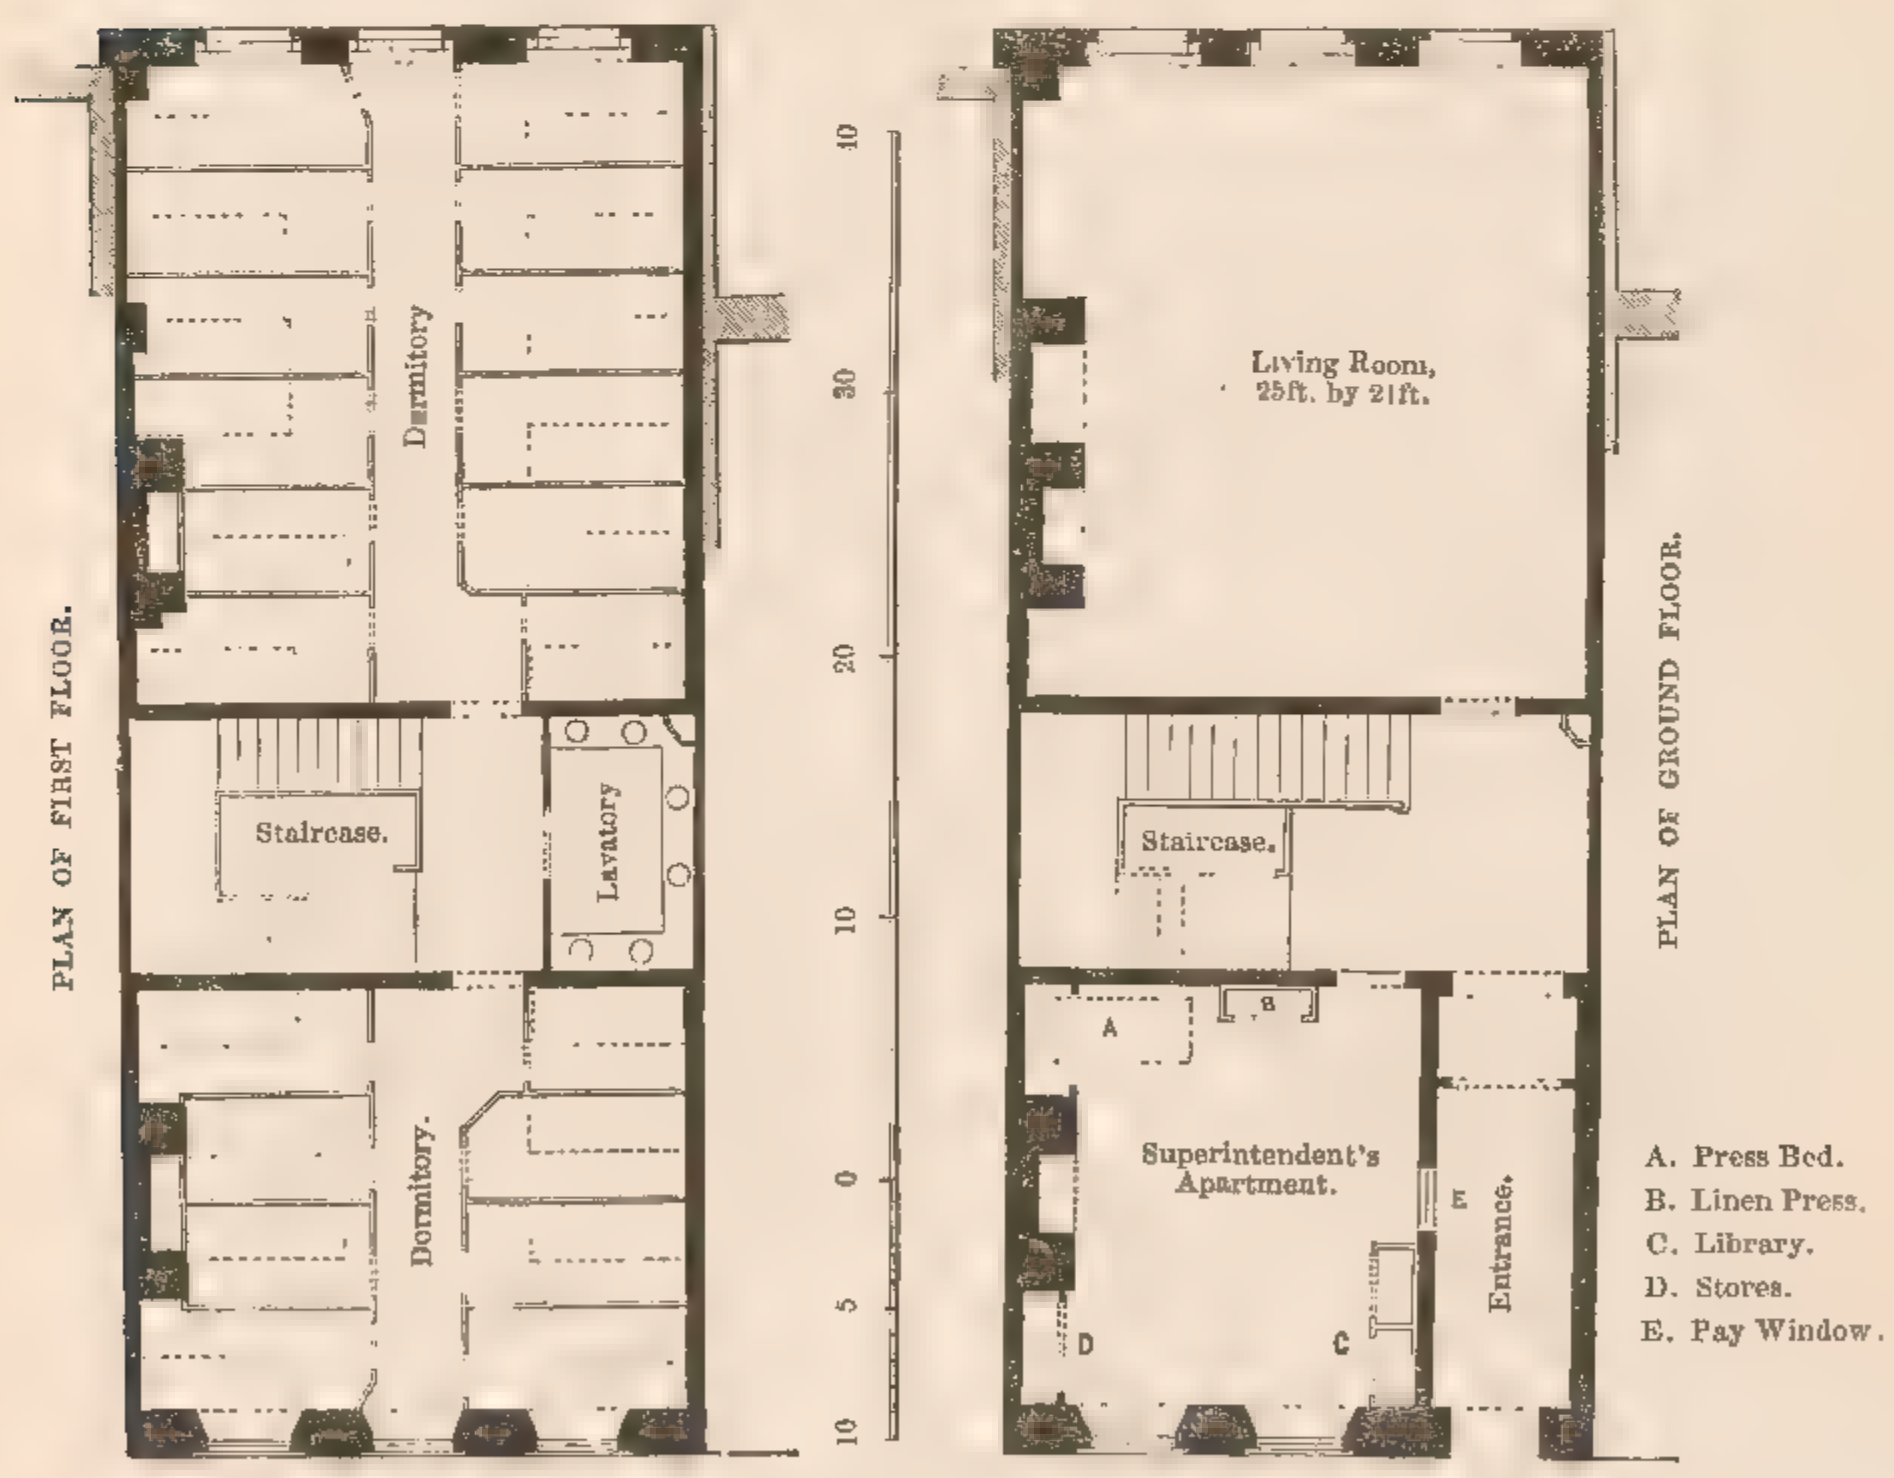 PLAN OF FIRST FLOOR.
Dormitory
Staircase.
Lavatory
Dormitory.
40
30
20
10
0
5
10
Living Room,
25ft. by 21ft.
Staircase.
A
B
Superintendent's
Apartment.
E
Entrance.
D
C
PLAN OF GROUND FLOOR.
A. Press Bed.
B. Linen Press.
C. Library.
D. Stores.
E. Pay Window.